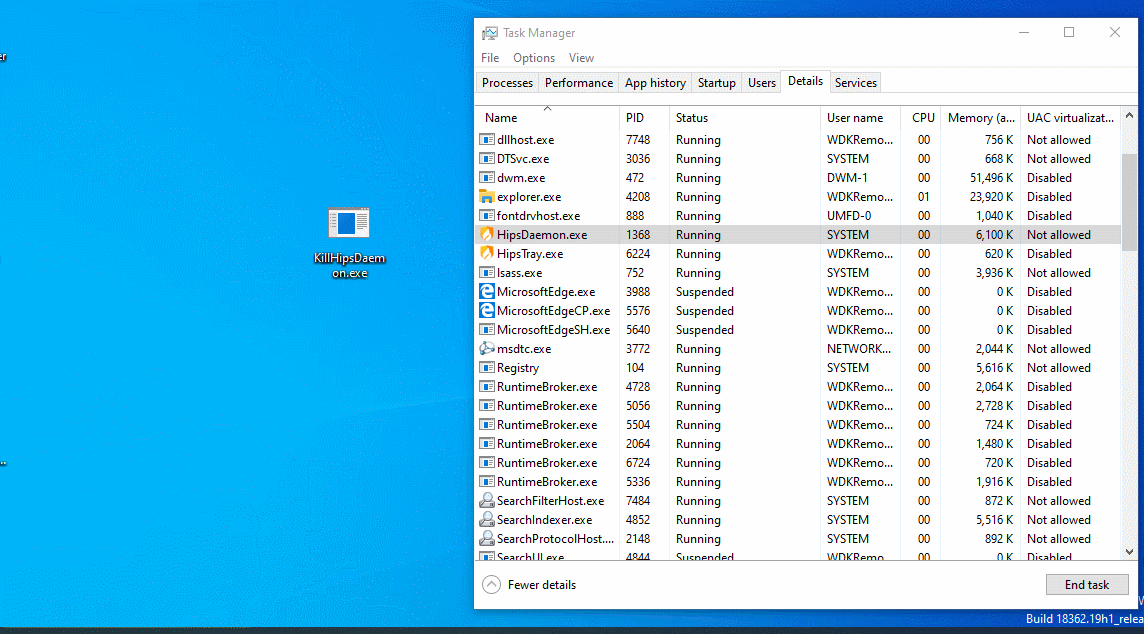 er
KillHipsDaem
on.exe
..
Task Manager
File Options View
Processes Performance App history Startup Users Details Services
Name PID Status User name CPU Memory (a... UAC virtualizat...
dllhost.exe 7748 Running WDKRemo... 00 756 K Not allowed
DTSvc.exe 3036 Running SYSTEM 00 668 K Not allowed
dwm.exe 472 Running DWM-1 00 51,496 K Disabled
explorer.exe 4208 Running WDKRemo... 01 23,920 K Disabled
fontdrvhost.exe 888 Running UMFD-0 00 1,040 K Disabled
HipsDaemon.exe 1368 Running SYSTEM 00 6,100 K Not allowed
HipsTray.exe 6224 Running WDKRemo... 00 620 K Disabled
lsass.exe 752 Running SYSTEM 00 3,936 K Not allowed
MicrosoftEdge.exe 3988 Suspended WDKRemo... 00 0 K Disabled
MicrosoftEdgeCP.exe 5576 Suspended WDKRemo... 00 0 K Disabled
MicrosoftEdgeSH.exe 5640 Suspended WDKRemo... 00 0 K Disabled
msdtc.exe 3772 Running NETWORK... 00 2,044 K Not allowed
Registry 104 Running SYSTEM 00 5,616 K Not allowed
RuntimeBroker.exe 4728 Running WDKRemo... 00 2,064 K Disabled
RuntimeBroker.exe 5056 Running WDKRemo... 00 2,728 K Disabled
RuntimeBroker.exe 5504 Running WDKRemo... 00 724 K Disabled
RuntimeBroker.exe 2064 Running WDKRemo... 00 1,480 K Disabled
RuntimeBroker.exe 6724 Running WDKRemo... 00 720 K Disabled
RuntimeBroker.exe 5336 Running WDKRemo... 00 1,916 K Disabled
SearchFilterHost.exe 7484 Running SYSTEM 00 872 K Not allowed
SearchIndexer.exe 4852 Running SYSTEM 00 5,516 K Not allowed
SearchProtocolHost.... 2148 Running SYSTEM 00 892 K Not allowed
SearchUI.exe 4844 Suspended WDKRemo... 00 0 K Disabled
Fewer details End task
W
Build 18362.19h1_relea